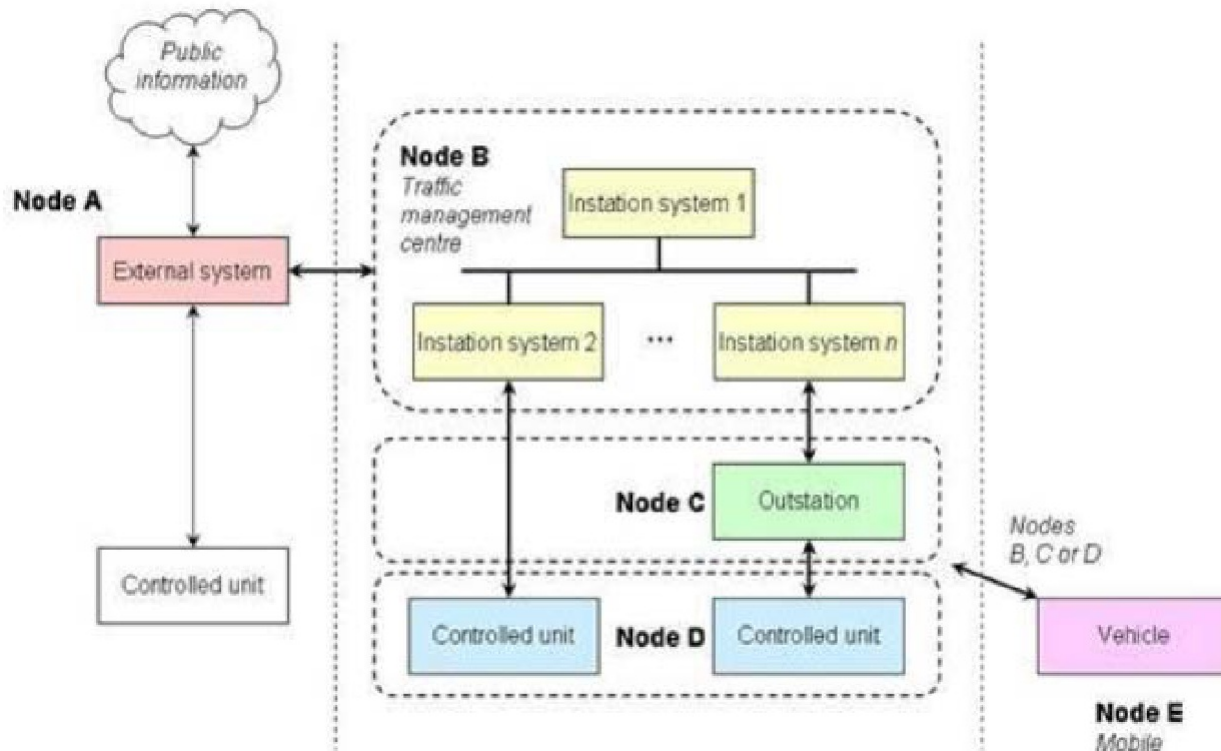 Public
information
Node A
External system
Controlled unit
Node B
Traffic
management
centre
Instation system 1
Instation system 2
...
Instation system n
Node C
Outstation
Controlled unit
Node D
Controlled unit
Nodes
B, C or D
Vehicle
Node E
Mobile